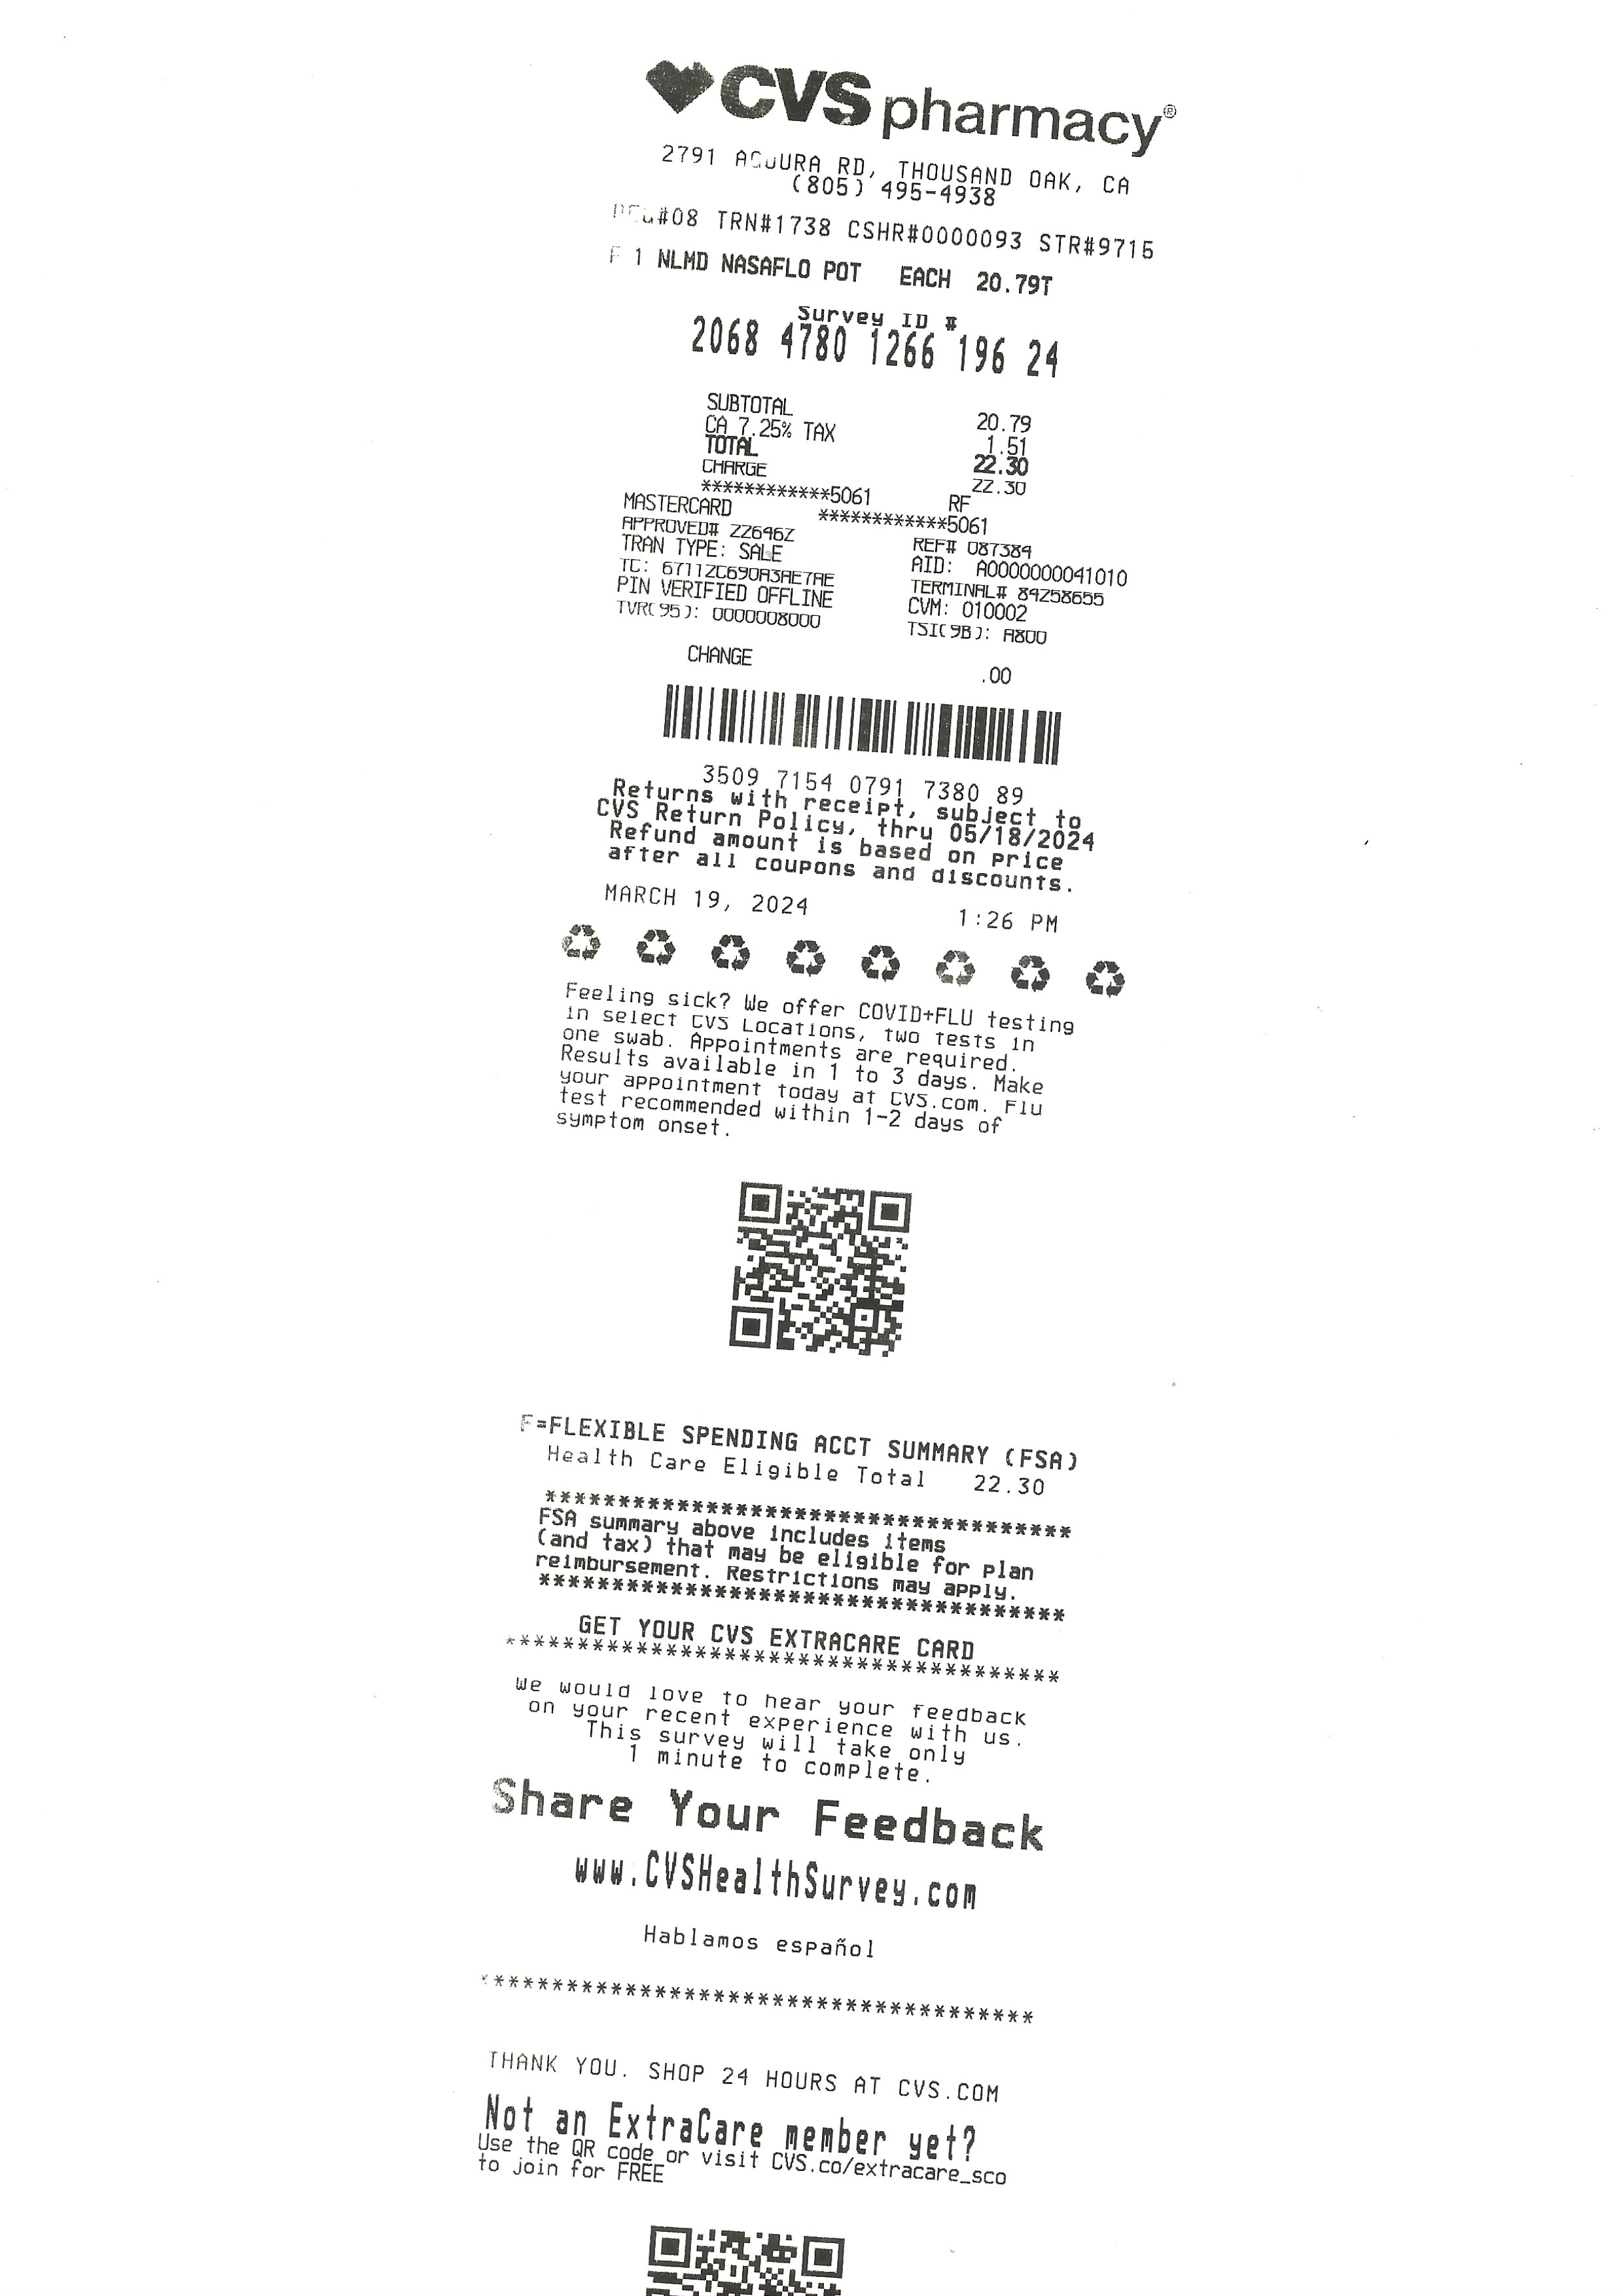 CVS pharmacy®
2791 AGOURA RD, THOUSAND OAK, CA
(805) 495-4938
REG#08 TRN#1738 CSHR#0000093 STR#9715
F 1 NLMD NASAFLO POT EACH 20.79T
Survey ID #
2068 4780 1266 196 24
SUBTOTAL 20.79
CA 7.25% TAX 1.51
TOTAL 22.30
CHARGE 22.30
************5061 RF
MASTERCARD ************5061
APPROVED# ZZ646Z REF# 087384
TRAN TYPE: SALE AID: A0000000041010
TC: TERMINAL# 84258655
PIN VERIFIED OFFLINE CVM: 010002
TVR(95): 0000008000 TSI(9B): A800
CHANGE .00
3509 7154 0791 7380 89
Returns with receipt, subject to
CVS Return Policy, thru 05/18/2024
Refund amount is based on price
after all coupons and discounts.
MARCH 19, 2024 1:26 PM
Feeling sick? We offer COVID+FLU testing
in select CVS Locations, two tests in
one swab. Appointments are required.
Results available in 1 to 3 days. Make
your appointment today at CVS.com. Flu
test recommended within 1-2 days of
symptom onset.
F=FLEXIBLE SPENDING ACCT SUMMARY (FSA)
Health Care Eligible Total 22.30
************************************
FSA summary above includes items
(and tax) that may be eligible for plan
reimbursement. Restrictions may apply.
************************************
GET YOUR CVS EXTRACARE CARD
**************************************
We would love to hear your feedback
on your recent experience with us.
This survey will take only
1 minute to complete.
Share Your Feedback
www.CVSHealthSurvey.com
Hablamos español
**************************************
THANK YOU. SHOP 24 HOURS AT CVS.COM
Not an ExtraCare member yet?
Use the QR code or visit CVS.co/extracare_sco
to join for FREE